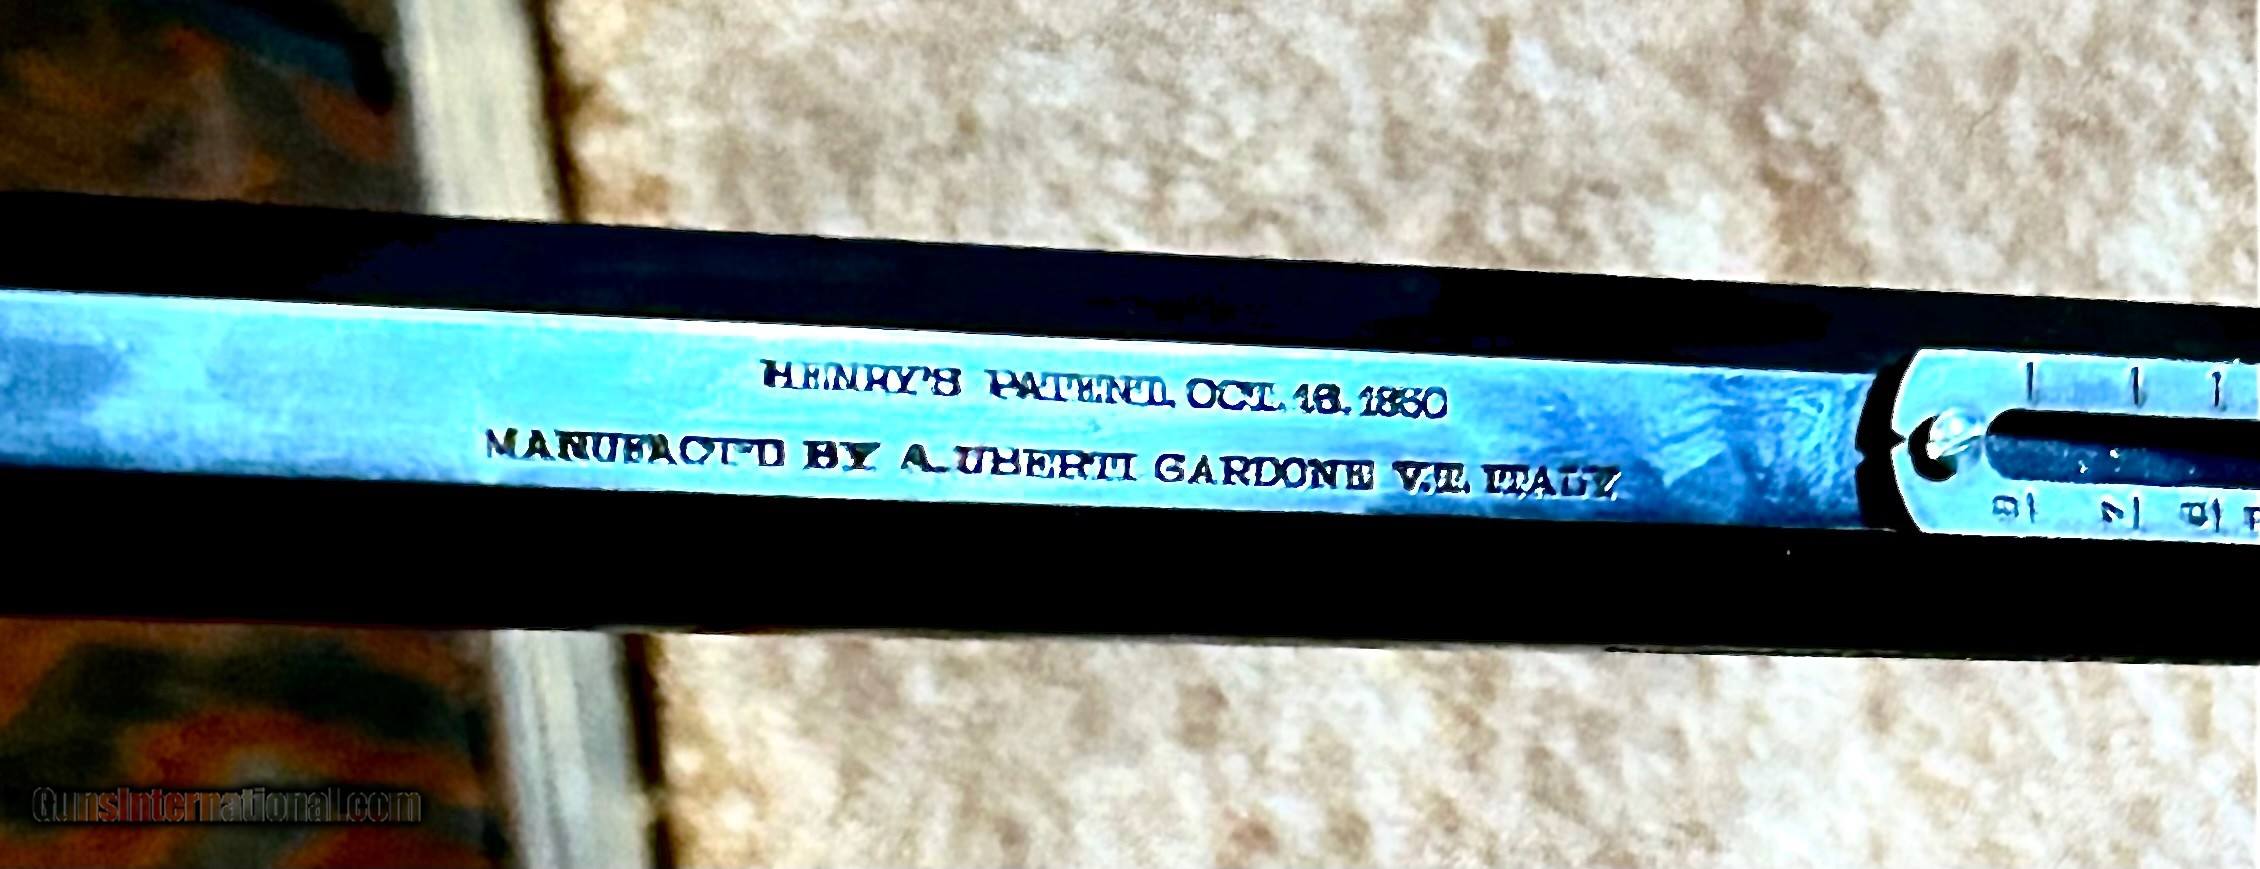 HENRY'S PATENT. OCT. 16. 1860
MANUFACT'D BY A. UBERTI GARDONE V.T. ITALY
GunsInternational.com